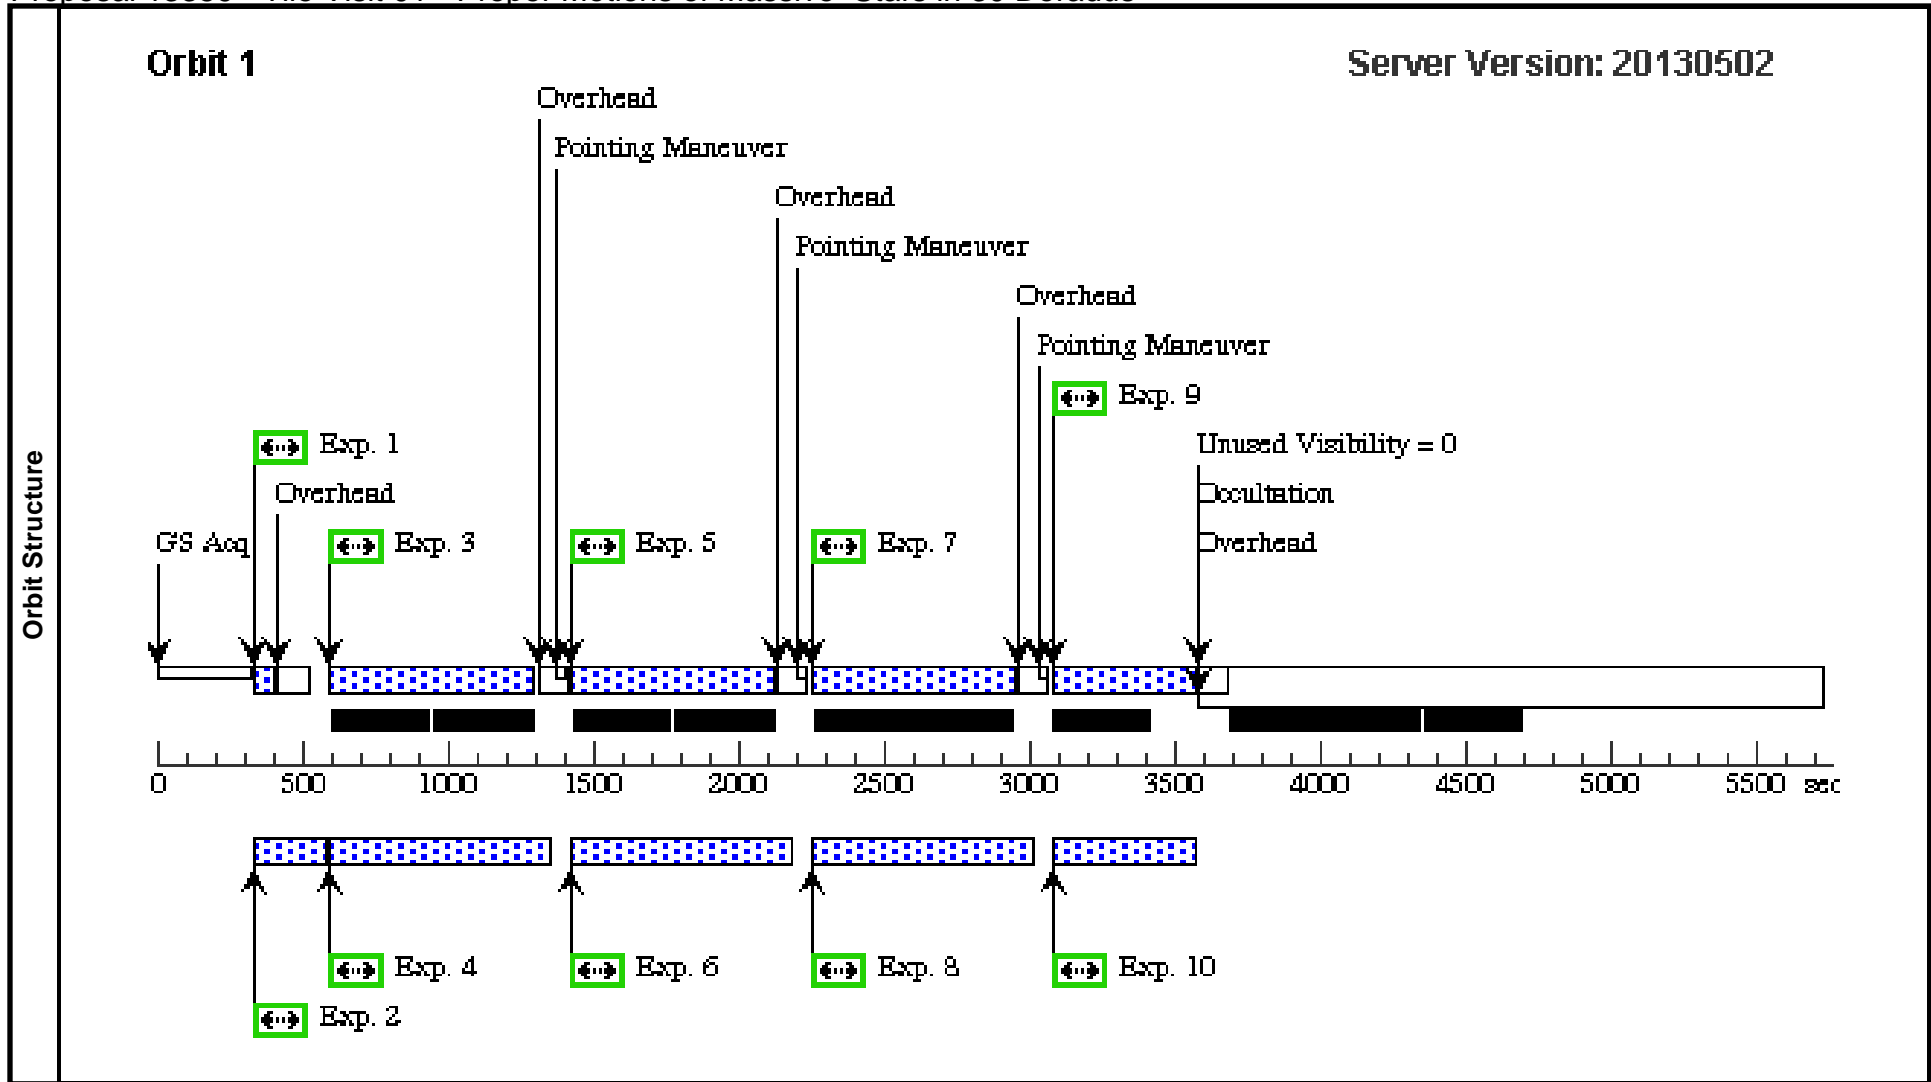 Orbit 1
Server Version: 20130502
Overhead
Pointing Maneuver
Overhead
Pointing Maneuver
Overhead
Pointing Maneuver
Exp. 9
Exp. 1
Unused Visibility = 0
Overhead
Occultation
GS Acq
Exp. 3
Exp. 5
Exp. 7
Overhead
Orbit Structure
0 500 1000 1500 2000 2500 3000 3500 4000 4500 5000 5500 sec
Exp. 4
Exp. 6
Exp. 8
Exp. 10
Exp. 2